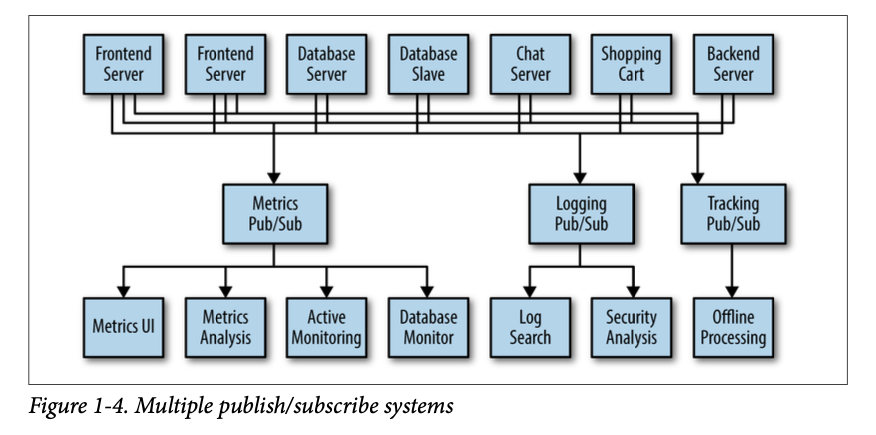 Frontend
Server
Frontend
Server
Database
Server
Database
Slave
Chat
Server
Shopping
Cart
Backend
Server
Metrics
Pub/Sub
Logging
Pub/Sub
Tracking
Pub/Sub
Metrics UI
Metrics
Analysis
Active
Monitoring
Database
Monitor
Log
Search
Security
Analysis
Offline
Processing
Figure 1-4. Multiple publish/subscribe systems